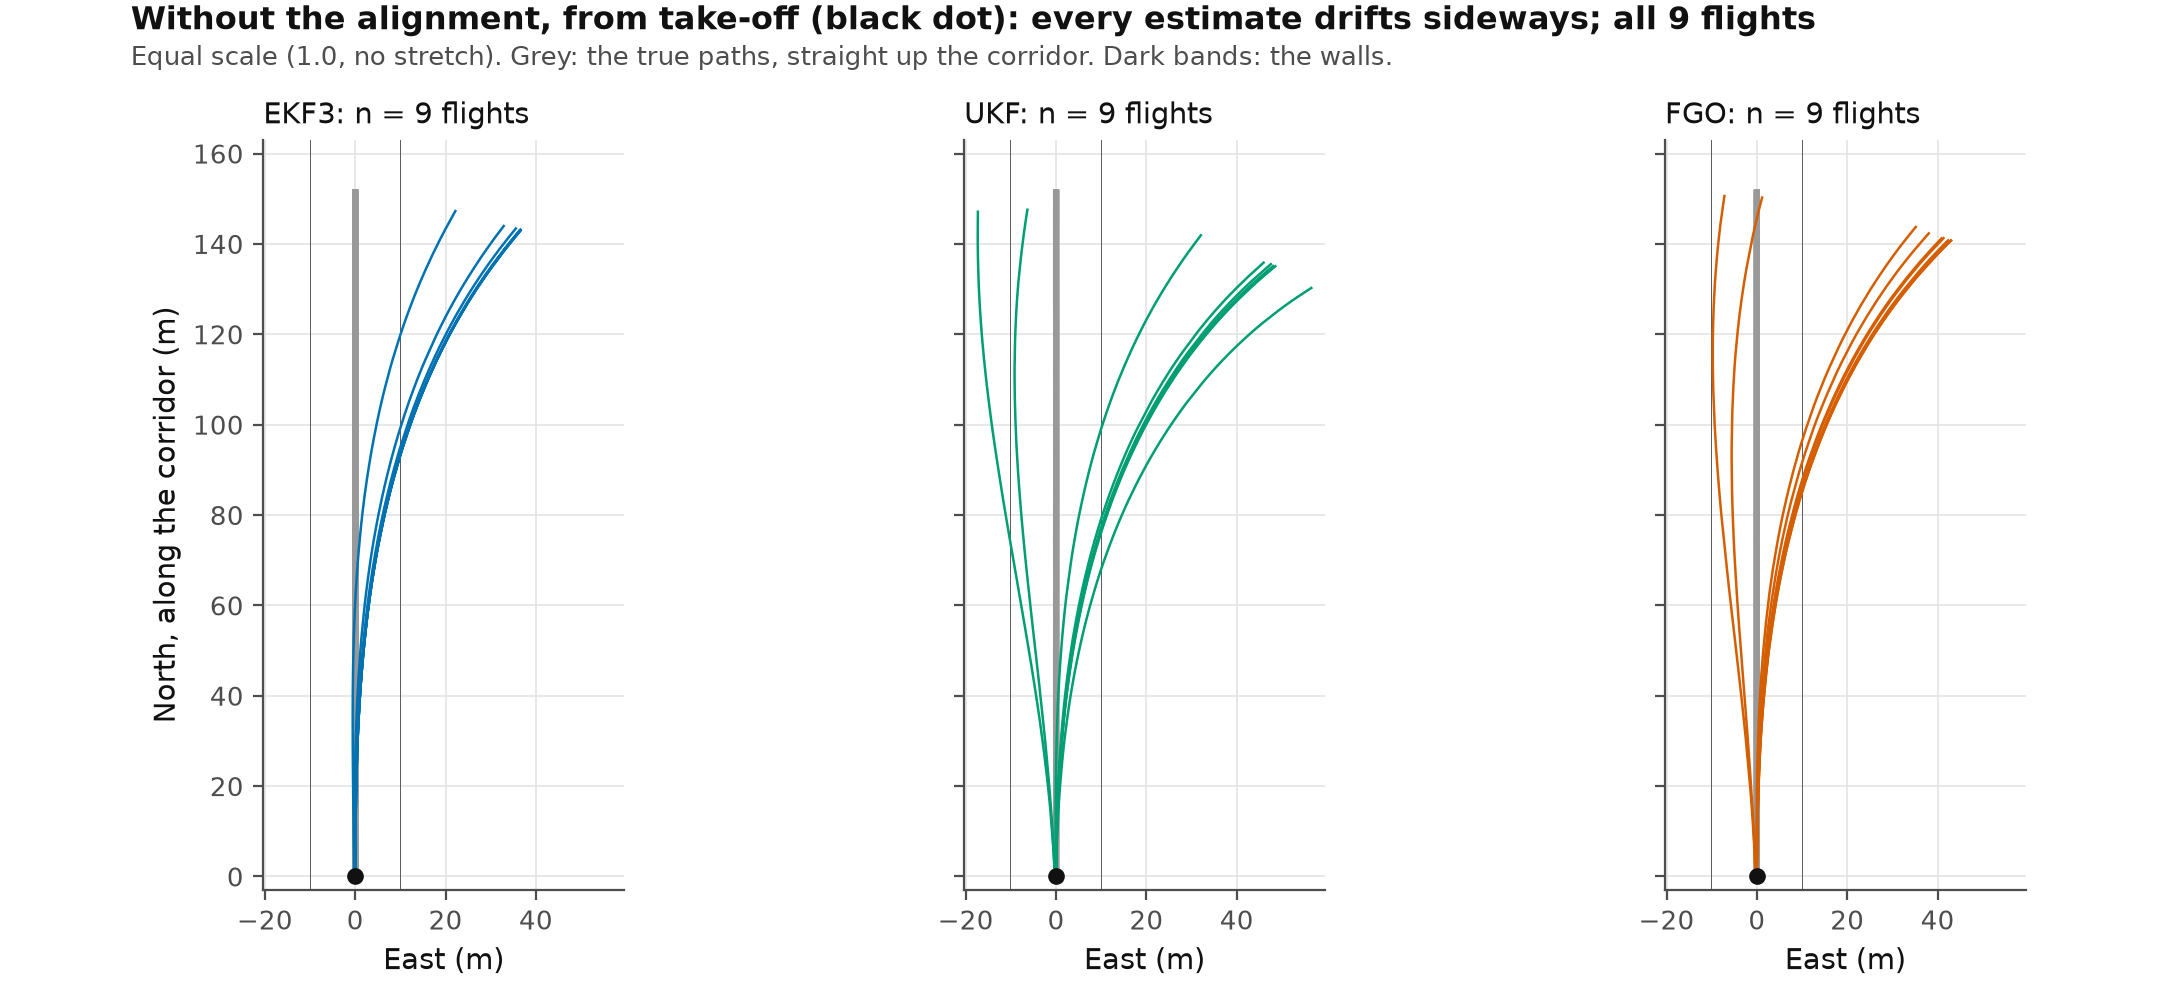 Without the alignment, from take-off (black dot): every estimate drifts sideways; all 9 flights
Equal scale (1.0, no stretch). Grey: the true paths, straight up the corridor. Dark bands: the walls.
EKF3: n = 9 flights
UKF: n = 9 flights
FGO: n = 9 flights
North, along the corridor (m)
160
140
120
100
80
60
40
20
0
−20 0 20 40
−20 0 20 40
−20 0 20 40
East (m)
East (m)
East (m)